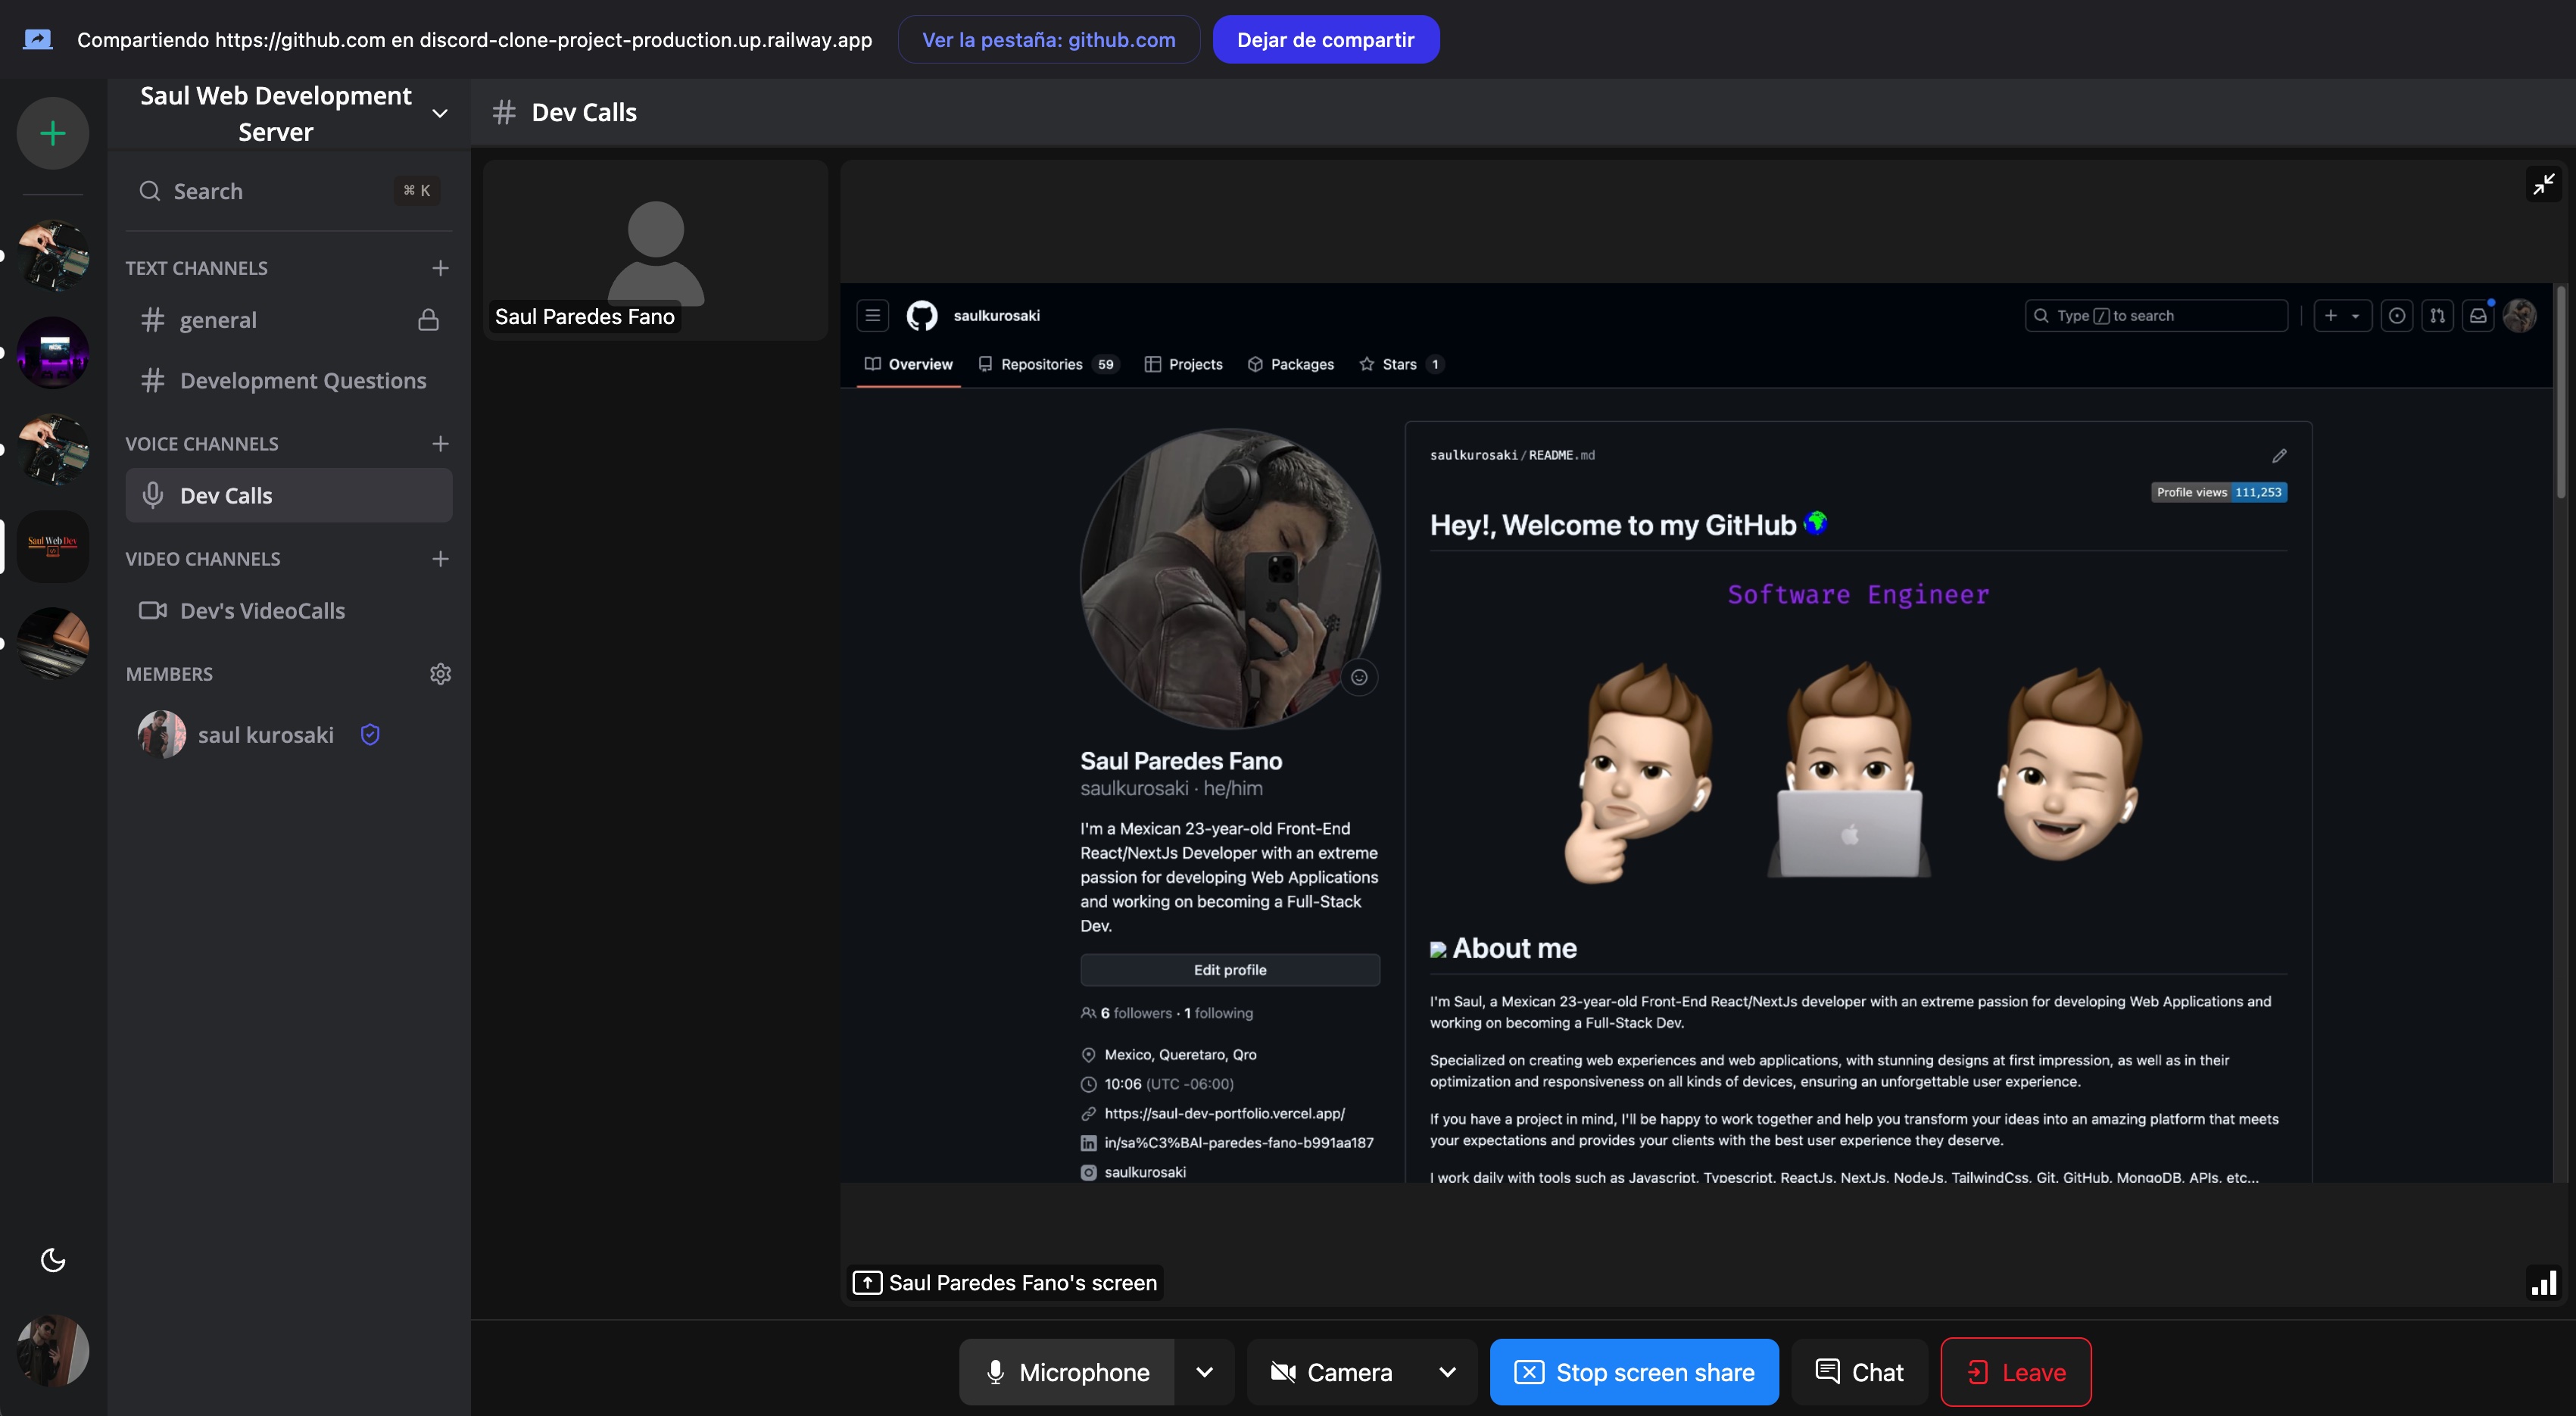 Compartiendo https://github.com en discord-clone-project-production.up.railway.app
Ver la pestaña: github.com
Dejar de compartir
Saul Web Development
Server
Search
⌘ K
TEXT CHANNELS
general
Development Questions
VOICE CHANNELS
Dev Calls
VIDEO CHANNELS
Dev's VideoCalls
MEMBERS
saul kurosaki
Saul Web Dev
# Dev Calls
Saul Paredes Fano
saulkurosaki
Type / to search
Overview
Repositories 59
Projects
Packages
Stars 1
Saul Paredes Fano
saulkurosaki · he/him
I'm a Mexican 23-year-old Front-End
React/NextJs Developer with an extreme
passion for developing Web Applications
and working on becoming a Full-Stack
Dev.
Edit profile
6 followers · 1 following
Mexico, Queretaro, Qro
10:06 (UTC -06:00)
https://saul-dev-portfolio.vercel.app/
in/sa%C3%BAl-paredes-fano-b991aa187
saulkurosaki
saulkurosaki/README.md
Profile views 111,253
Hey!, Welcome to my GitHub
Software Engineer
About me
I'm Saul, a Mexican 23-year-old Front-End React/NextJs developer with an extreme passion for developing Web Applications and
working on becoming a Full-Stack Dev.
Specialized on creating web experiences and web applications, with stunning designs at first impression, as well as in their
optimization and responsiveness on all kinds of devices, ensuring an unforgettable user experience.
If you have a project in mind, I'll be happy to work together and help you transform your ideas into an amazing platform that meets
your expectations and provides your clients with the best user experience they deserve.
I work daily with tools such as Javascript, Typescript, ReactJs, NextJs, NodeJs, TailwindCss, Git, GitHub, MongoDB, APIs, etc...
Saul Paredes Fano's screen
Microphone
Camera
Stop screen share
Chat
Leave